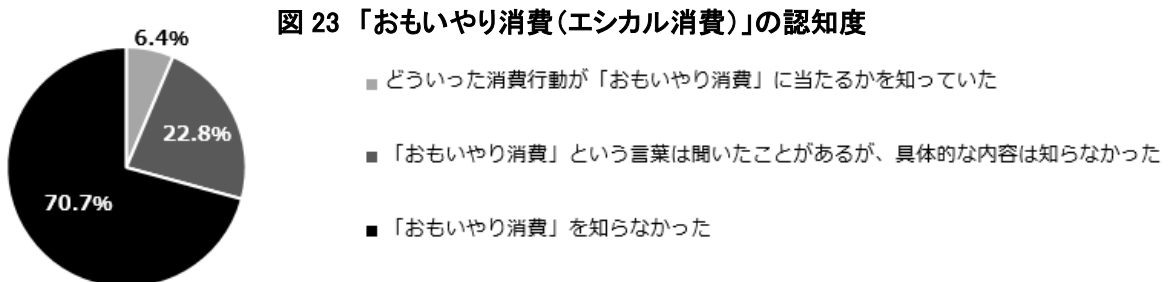 図 23 「おもいやり消費(エシカル消費)」の認知度
6.4%
22.8%
70.7%
どういった消費行動が「おもいやり消費」に当たるかを知っていた
「おもいやり消費」という言葉は聞いたことがあるが、具体的な内容は知らなかった
「おもいやり消費」を知らなかった